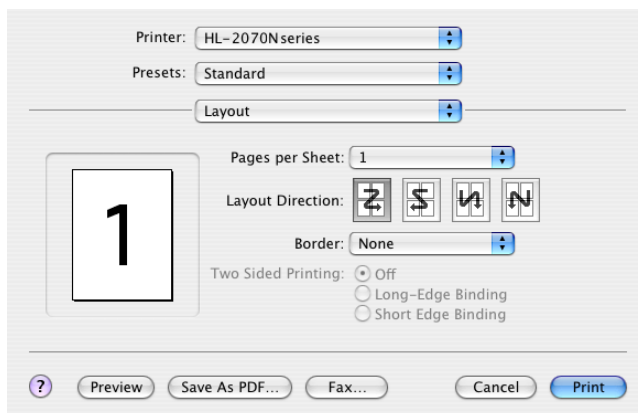 Printer: HL-2070N series
Presets: Standard
Layout
Pages per Sheet: 1
1
Layout Direction:
Border: None
Two Sided Printing: Off
Long-Edge Binding
Short Edge Binding
? Preview Save As PDF... Fax... Cancel Print